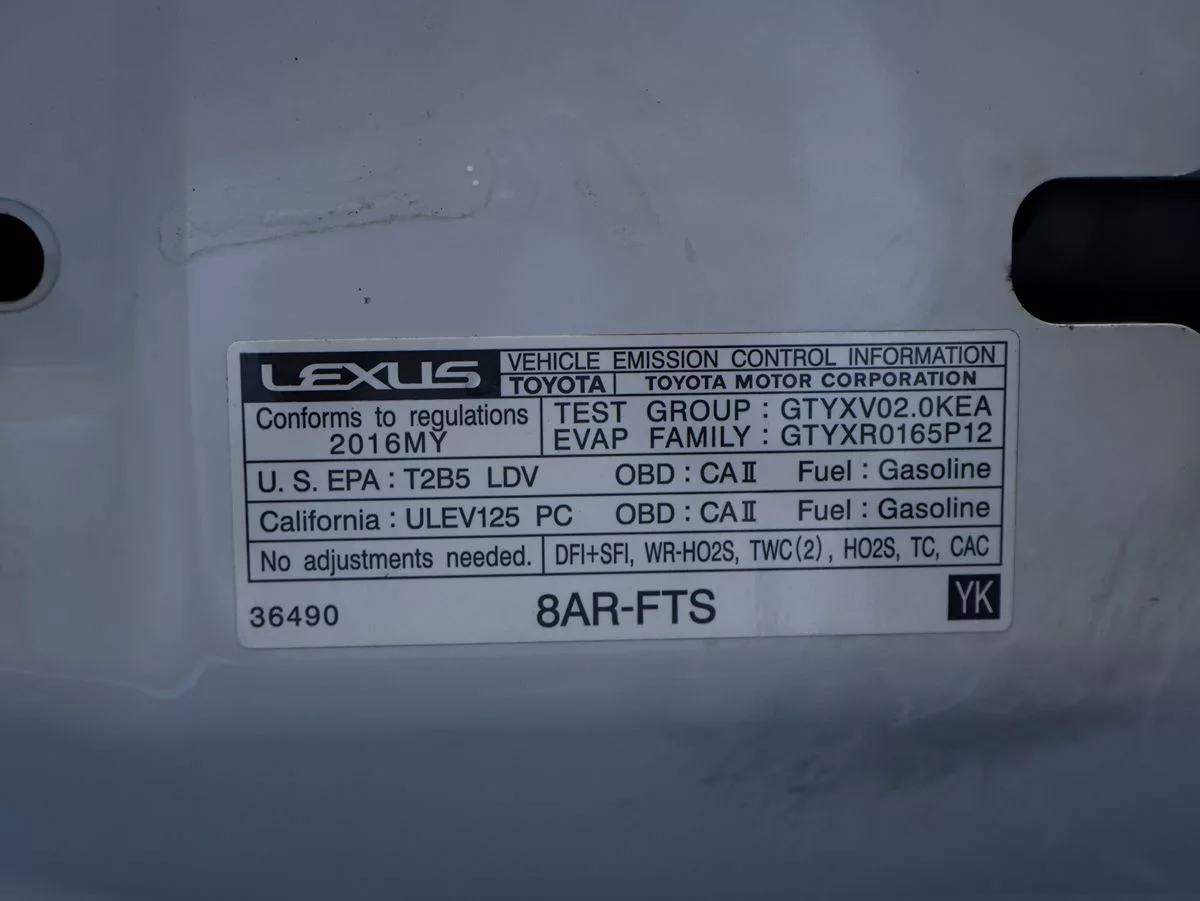 LEXUS VEHICLE EMISSION CONTROL INFORMATION
TOYOTA TOYOTA MOTOR CORPORATION
Conforms to regulations
2016MY
TEST GROUP : GTYXV02.0KEA
EVAP FAMILY : GTYXR0165P12
U. S. EPA : T2B5 LDV OBD : CAⅡ Fuel : Gasoline
California : ULEV125 PC OBD : CAⅡ Fuel : Gasoline
No adjustments needed. DFI+SFI, WR-HO2S, TWC(2), HO2S, TC, CAC
36490 8AR-FTS YK